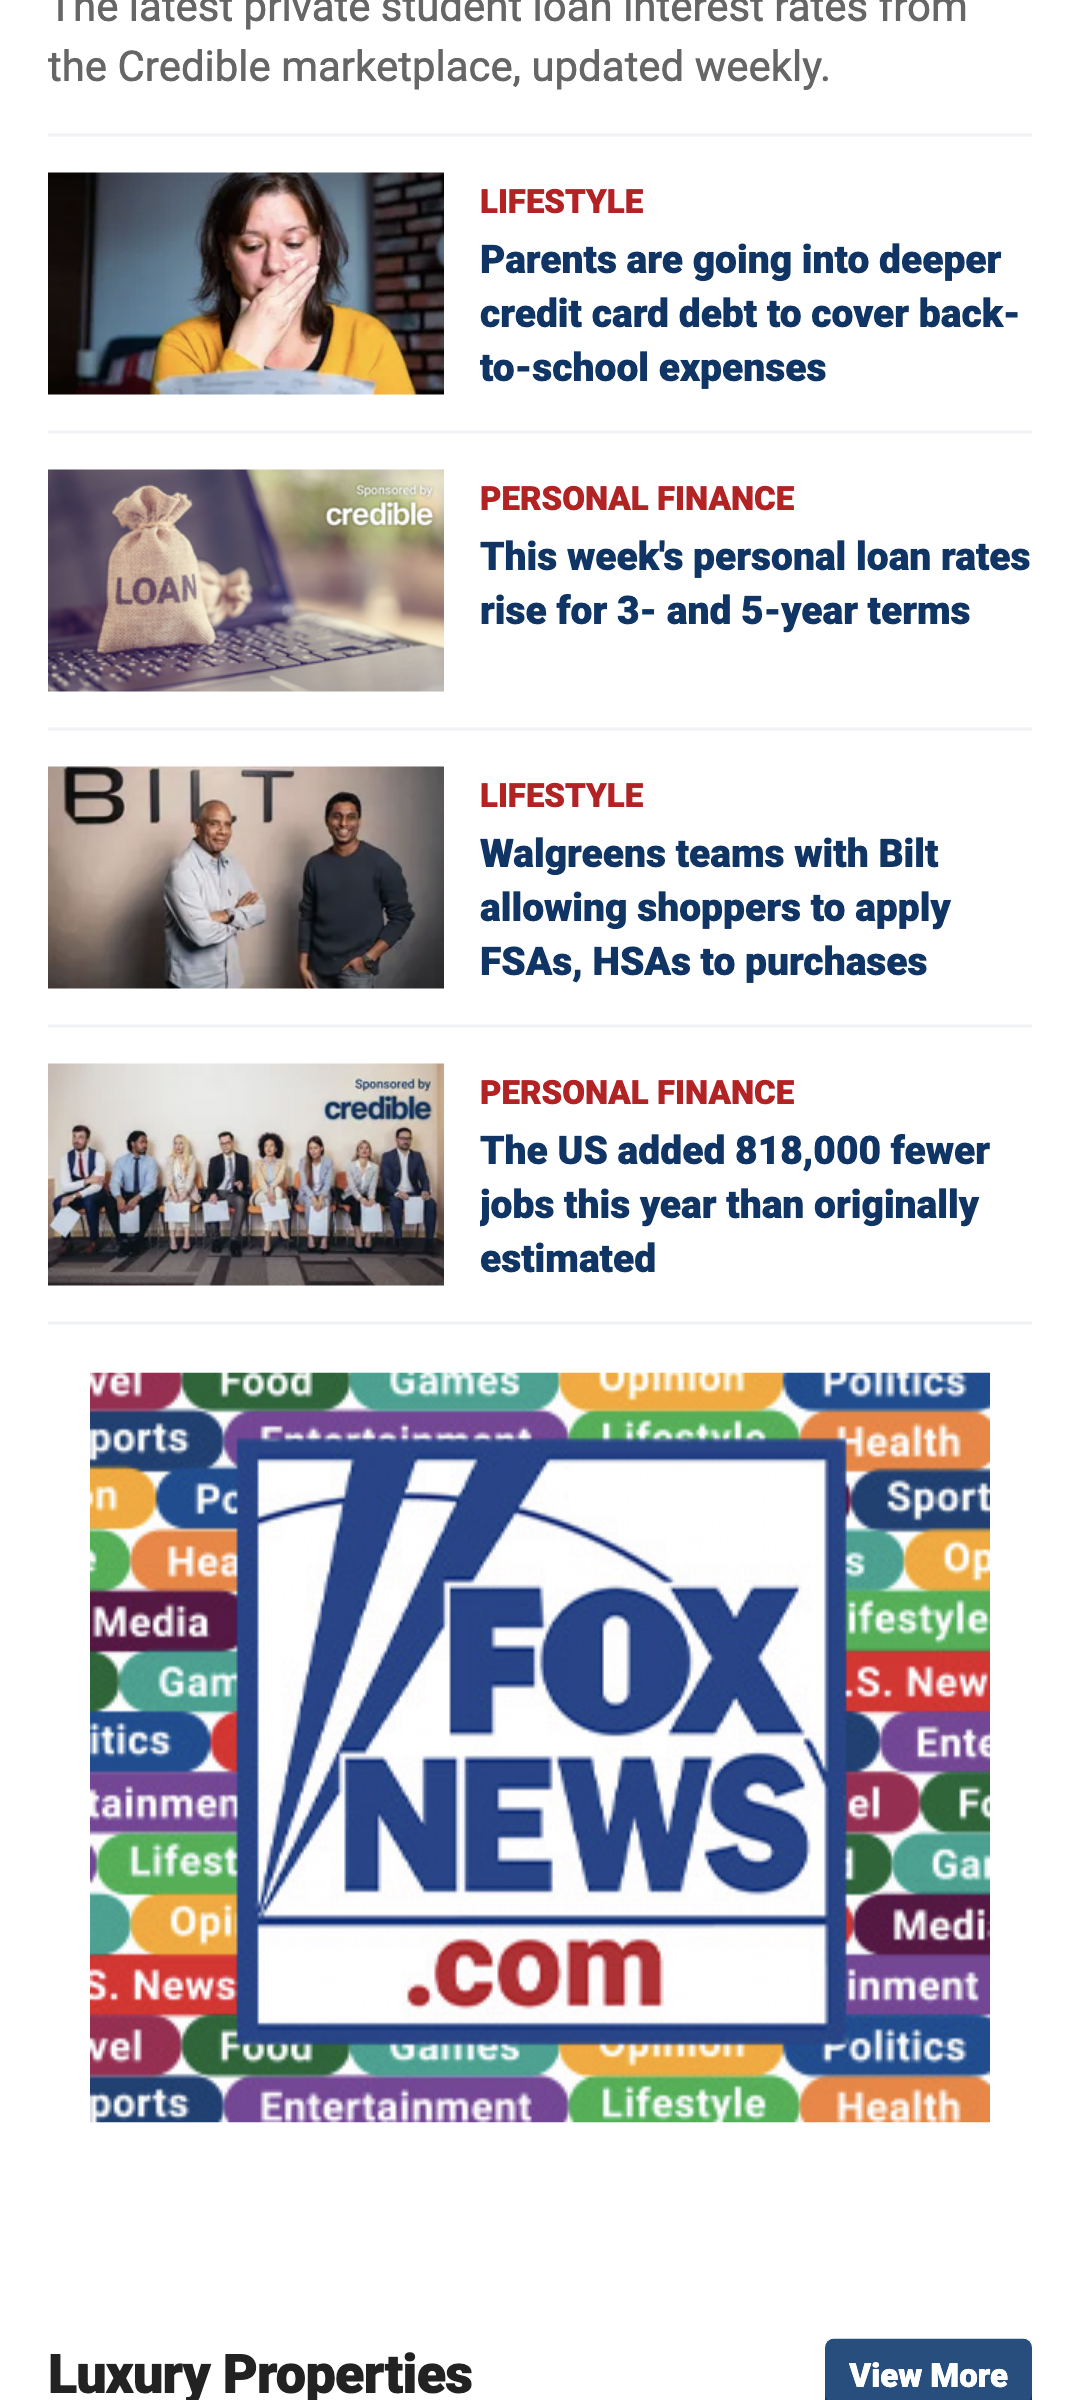 The latest private student loan interest rates from
the Credible marketplace, updated weekly.
LIFESTYLE
Parents are going into deeper
credit card debt to cover back-
to-school expenses
Sponsored by
credible
LOAN
PERSONAL FINANCE
This week's personal loan rates
rise for 3- and 5-year terms
BILT
LIFESTYLE
Walgreens teams with Bilt
allowing shoppers to apply
FSAs, HSAs to purchases
Sponsored by
credible
PERSONAL FINANCE
The US added 818,000 fewer
jobs this year than originally
estimated
vel Food Games Opinion Politics
ports Entertainment Lifestyle Health
on Po Sport
Hea s Op
Media ifestyle
Gam .S. New
itics Ente
tainmen el Fo
Lifest Gar
Opi Medi
S. News inment
FOX
NEWS
.com
vel Food Games Opinion Politics
ports Entertainment Lifestyle Health
Luxury Properties
View More